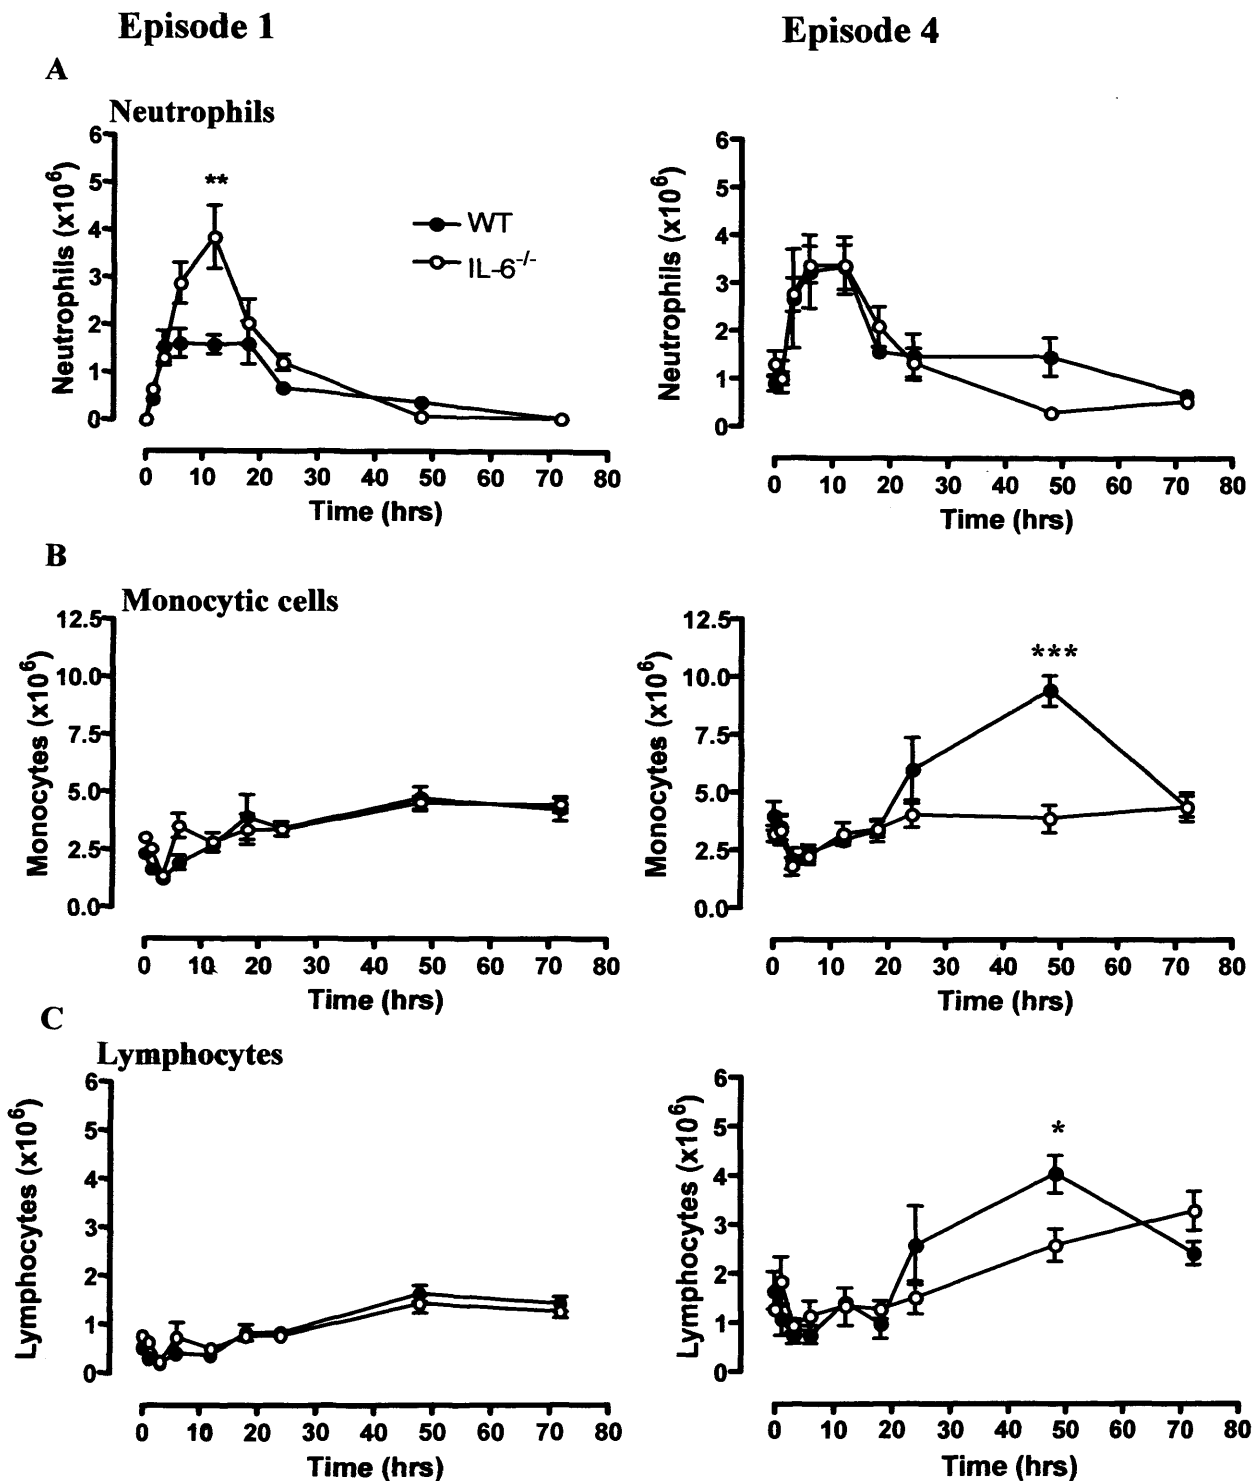 Episode 1
Episode 4
A
Neutrophils
Neutrophils (x10⁶)
6
5
4
3
2
1
0
**
WT
IL-6⁻/⁻
0 10 20 30 40 50 60 70 80
Time (hrs)
Neutrophils (x10⁶)
6
5
4
3
2
1
0
0 10 20 30 40 50 60 70 80
Time (hrs)
B
Monocytic cells
Monocytes (x10⁶)
12.5
10.0
7.5
5.0
2.5
0.0
0 10 20 30 40 50 60 70 80
Time (hrs)
Monocytes (x10⁶)
12.5
10.0
7.5
5.0
2.5
0.0
***
0 10 20 30 40 50 60 70 80
Time (hrs)
C
Lymphocytes
Lymphocytes (x10⁶)
6
5
4
3
2
1
0
0 10 20 30 40 50 60 70 80
Time (hrs)
Lymphocytes (x10⁶)
6
5
4
3
2
1
0
*
0 10 20 30 40 50 60 70 80
Time (hrs)